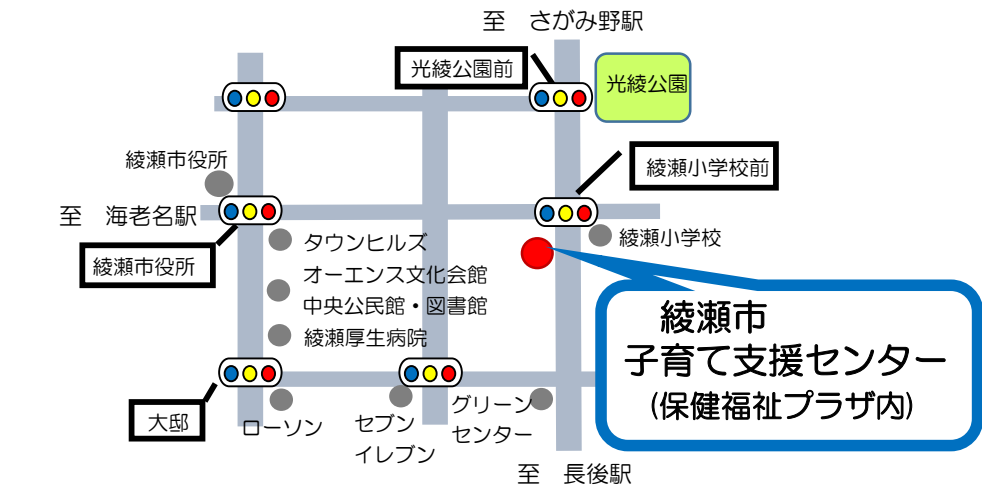 至　さがみ野駅
光綾公園前
光綾公園
綾瀬市役所
綾瀬小学校前
至　海老名駅
綾瀬小学校
タウンヒルズ
綾瀬市役所
オーエンス文化会館
中央公民館・図書館
綾瀬厚生病院
綾瀬市
子育て支援センター
(保健福祉プラザ内)
大邸
ローソン
セブン
イレブン
グリーン
センター
至　長後駅